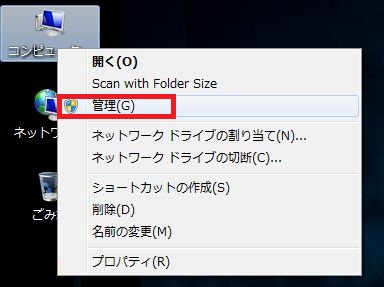 コンピュー
開く(O)
Scan with Folder Size
管理(G)
ネットワーク ドライブの割り当て(N)...
ネットワーク ドライブの切断(C)...
ネットワ
ショートカットの作成(S)
削除(D)
ごみ
名前の変更(M)
プロパティ(R)